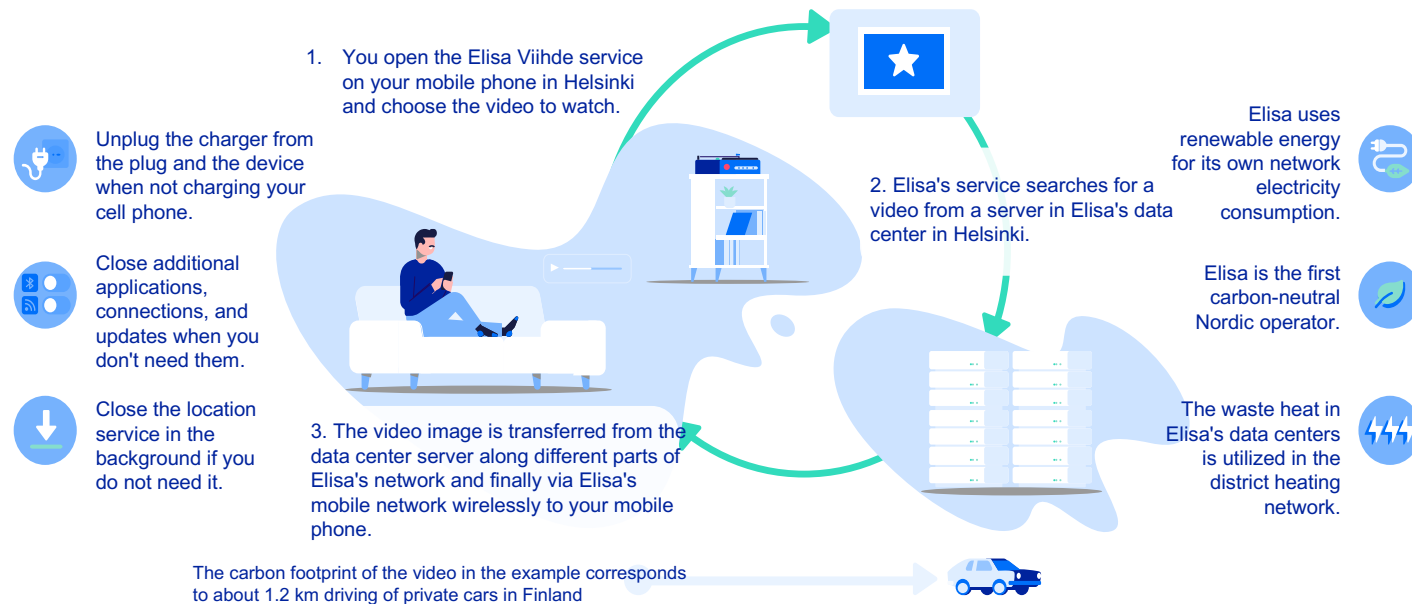 1. You open the Elisa Viihde service
on your mobile phone in Helsinki
and choose the video to watch.
Unplug the charger from
the plug and the device
when not charging your
cell phone.
Close additional
applications,
connections, and
updates when you
don't need them.
Close the location
service in the
background if you
do not need it.
2. Elisa's service searches for a
video from a server in Elisa's data
center in Helsinki.
3. The video image is transferred from the
data center server along different parts of
Elisa's network and finally via Elisa's
mobile network wirelessly to your mobile
phone.
Elisa uses
renewable energy
for its own network
electricity
consumption.
Elisa is the first
carbon-neutral
Nordic operator.
The waste heat in
Elisa's data centers
is utilized in the
district heating
network.
The carbon footprint of the video in the example corresponds
to about 1.2 km driving of private cars in Finland